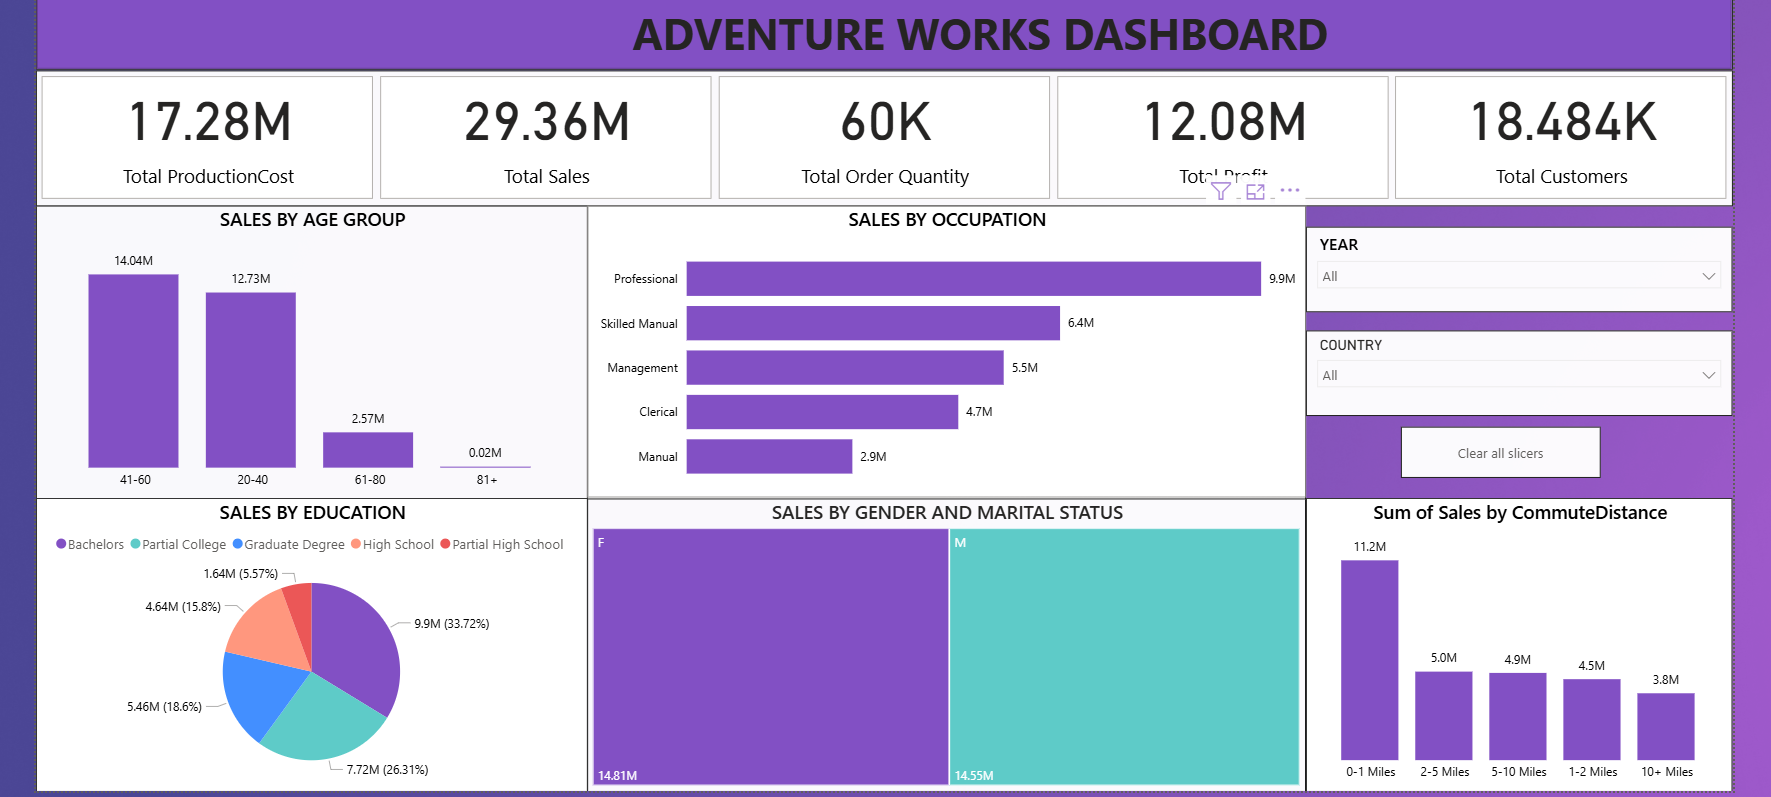 ADVENTURE WORKS DASHBOARD
17.28M
Total ProductionCost
29.36M
Total Sales
60K
Total Order Quantity
12.08M
Total Profit
18.484K
Total Customers
SALES BY AGE GROUP
14.04M
12.73M
2.57M
0.02M
41-60
20-40
61-80
81+
SALES BY OCCUPATION
Professional 9.9M
Skilled Manual 6.4M
Management 5.5M
Clerical 4.7M
Manual 2.9M
YEAR
All
COUNTRY
All
Clear all slicers
SALES BY EDUCATION
Bachelors Partial College Graduate Degree High School Partial High School
1.64M (5.57%)
4.64M (15.8%)
9.9M (33.72%)
5.46M (18.6%)
7.72M (26.31%)
SALES BY GENDER AND MARITAL STATUS
F
14.81M
M
14.55M
Sum of Sales by CommuteDistance
11.2M
5.0M
4.9M
4.5M
3.8M
0-1 Miles
2-5 Miles
5-10 Miles
1-2 Miles
10+ Miles